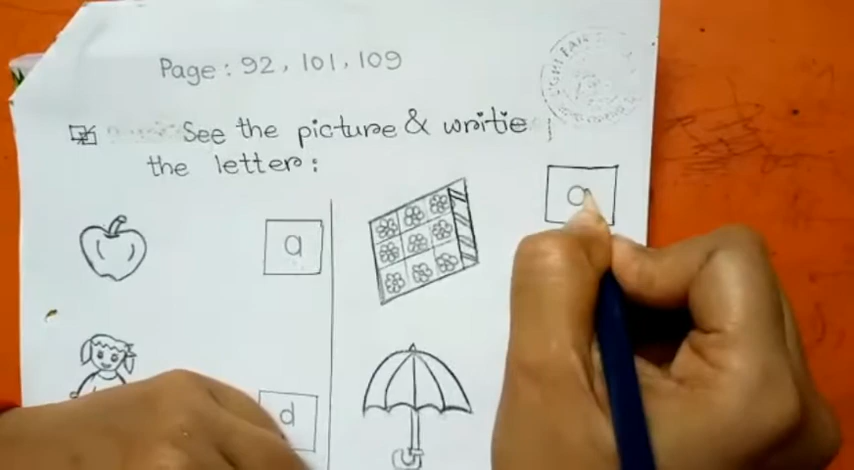 Page : 92, 101, 109
See the picture & writie
the letter :
a
a
d